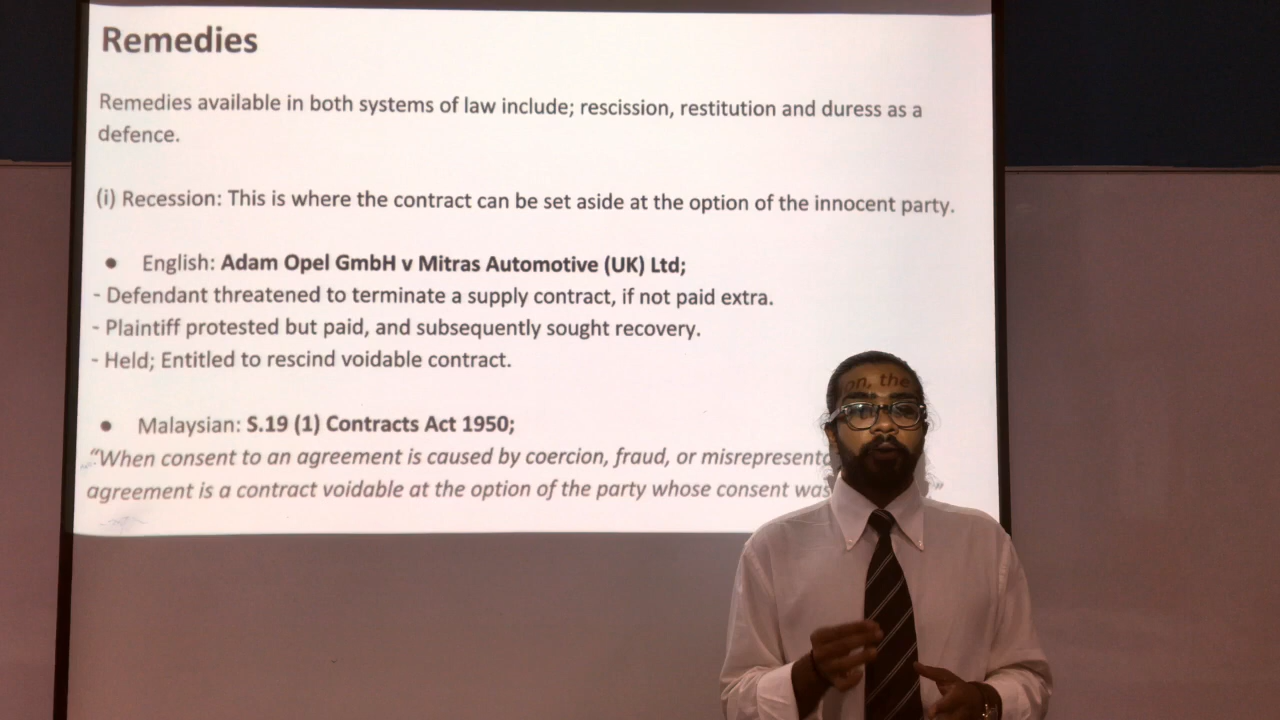 Remedies
Remedies available in both systems of law include; rescission, restitution and duress as a
defence.
(i) Recession: This is where the contract can be set aside at the option of the innocent party.
● English: Adam Opel GmbH v Mitras Automotive (UK) Ltd;
- Defendant threatened to terminate a supply contract, if not paid extra.
- Plaintiff protested but paid, and subsequently sought recovery.
- Held; Entitled to rescind voidable contract.
● Malaysian: S.19 (1) Contracts Act 1950;
on, the
“When consent to an agreement is caused by coercion, fraud, or
agreement is a contract voidable at the option of the party whose consent was